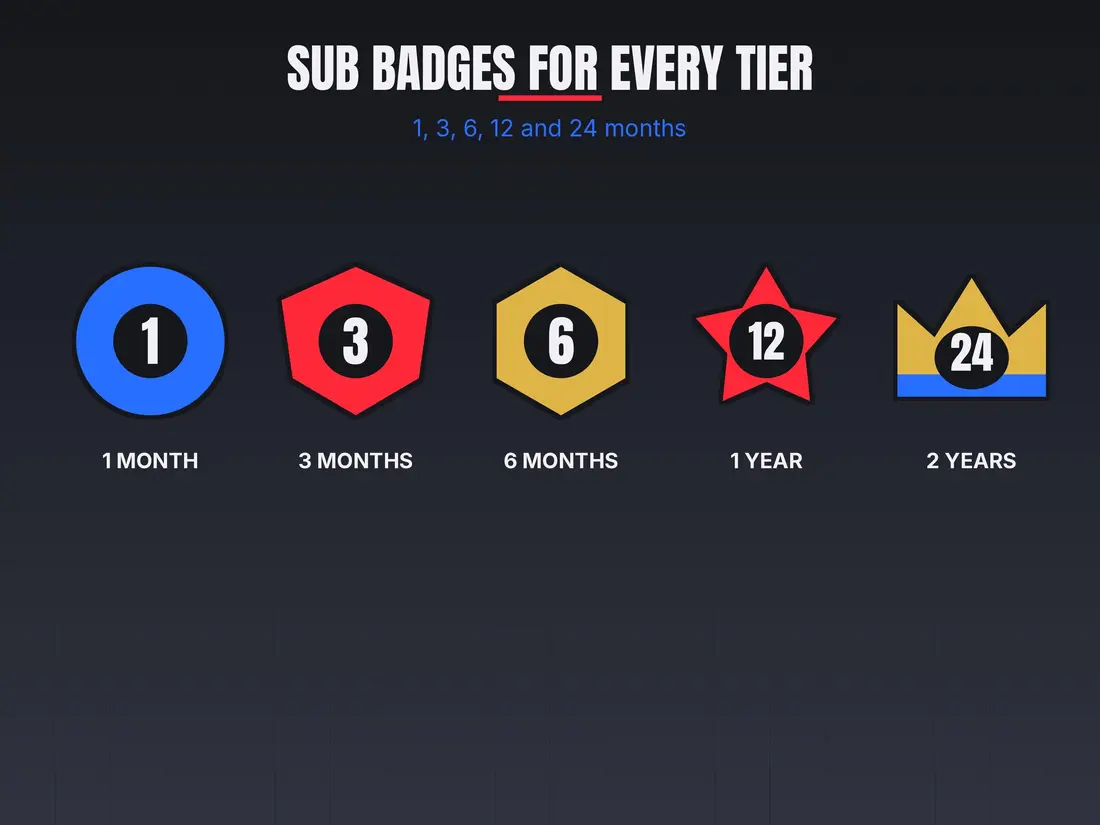 SUB BADGES FOR EVERY TIER
1, 3, 6, 12 and 24 months
1 3 6 12 24
1 MONTH 3 MONTHS 6 MONTHS 1 YEAR 2 YEARS